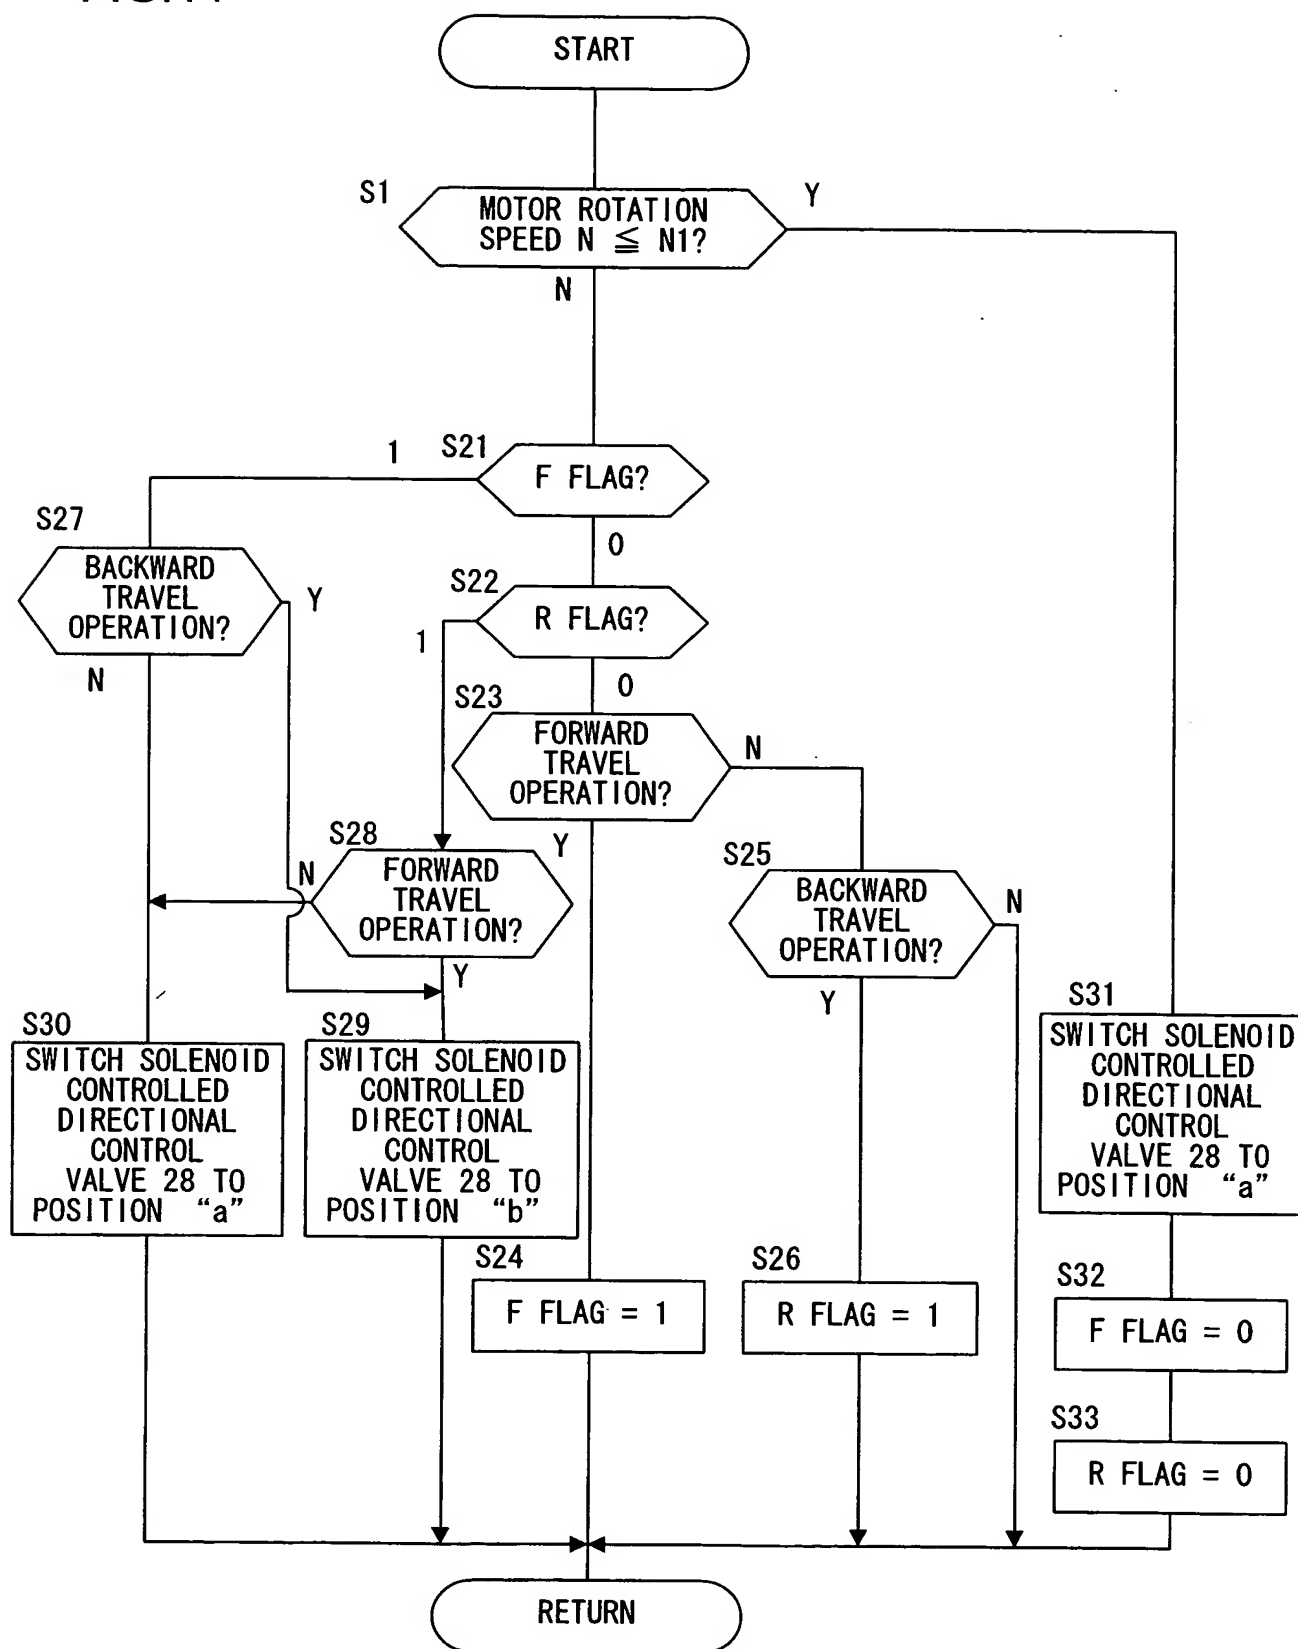 START
S1
MOTOR ROTATION
SPEED N ≦ N1?
Y
N
1
S21
F FLAG?
0
S27
BACKWARD
TRAVEL
OPERATION?
Y
N
S22
R FLAG?
1
0
S23
FORWARD
TRAVEL
OPERATION?
N
Y
S28
FORWARD
TRAVEL
OPERATION?
N
Y
S25
BACKWARD
TRAVEL
OPERATION?
N
Y
S30
SWITCH SOLENOID
CONTROLLED
DIRECTIONAL
CONTROL
VALVE 28 TO
POSITION “a”
S29
SWITCH SOLENOID
CONTROLLED
DIRECTIONAL
CONTROL
VALVE 28 TO
POSITION “b”
S31
SWITCH SOLENOID
CONTROLLED
DIRECTIONAL
CONTROL
VALVE 28 TO
POSITION “a”
S24
F FLAG = 1
S26
R FLAG = 1
S32
F FLAG = 0
S33
R FLAG = 0
RETURN